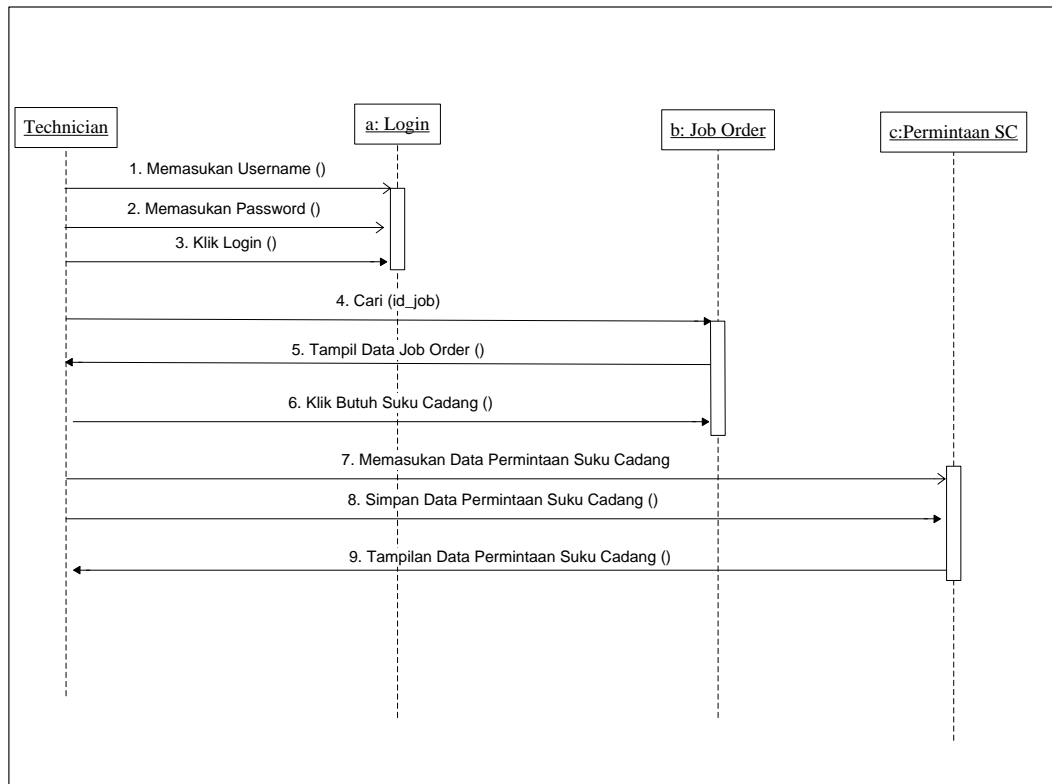 Technician
a: Login
b: Job Order
c:Permintaan SC
1. Memasukan Username ()
2. Memasukan Password ()
3. Klik Login ()
4. Cari (id_job)
5. Tampil Data Job Order ()
6. Klik Butuh Suku Cadang ()
7. Memasukan Data Permintaan Suku Cadang
8. Simpan Data Permintaan Suku Cadang ()
9. Tampilan Data Permintaan Suku Cadang ()